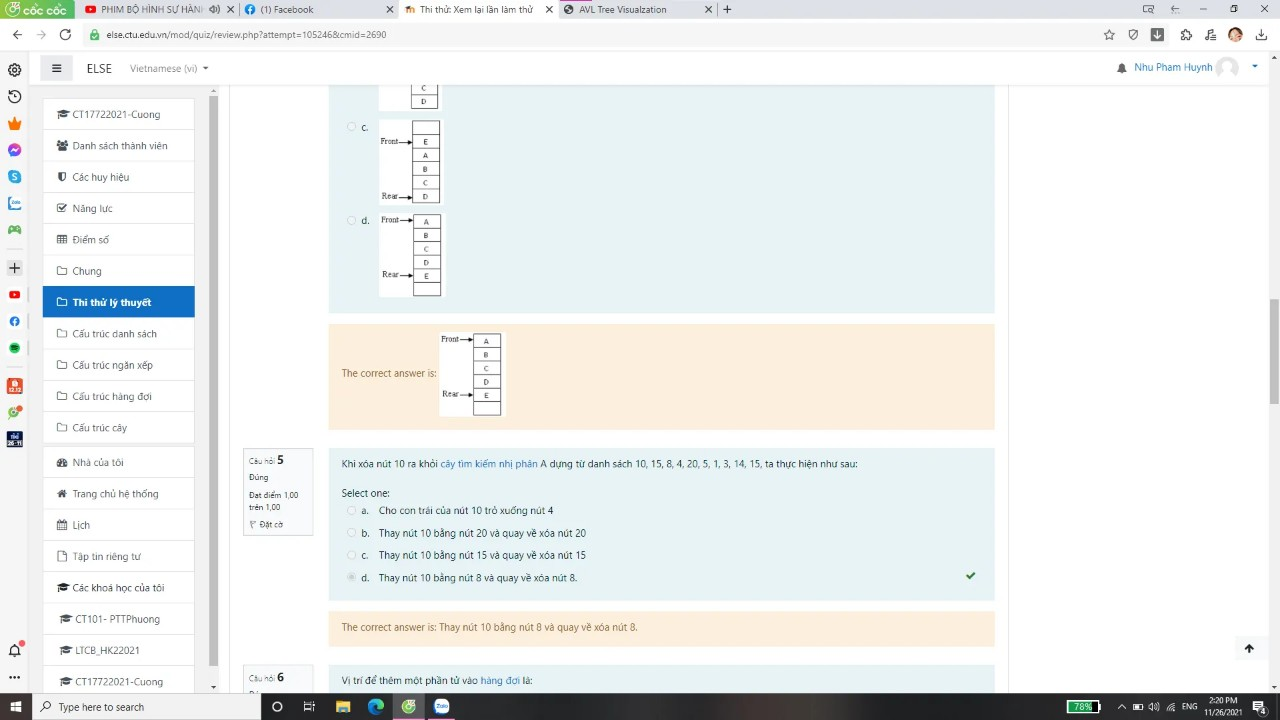 cốc cốc
PHIM BỘ HÌNH SỰ HÀN
(1) Facebook
Thi thử: Xem lại lần làm thử
AVL Tree Visualzation
else.ctu.edu.vn/mod/quiz/review.php?attempt=105246&cmid=2690
ELSE
Vietnamese (vi)
Nhu Pham Huynh
CT17722021-Cuong
Danh sách thành viên
Các huy hiệu
Năng lực
Điểm số
Chung
Thi thử lý thuyết
Cấu trúc danh sách
Cấu trúc ngăn xếp
Cấu trúc hàng đợi
Cấu trúc cây
Nhà của tôi
Trang chủ hệ thống
Lịch
Tập tin riêng tư
Các khoá học của tôi
CT101- PTTPhuong
LTCB_HK22021
CT17722021-Cuong
C
D
c.
Front
E
A
B
C
Rear
D
d.
Front
A
B
C
D
Rear
E
The correct answer is:
Front
A
B
C
D
Rear
E
Câu hỏi 5
Đúng
Đạt điểm 1,00
trên 1,00
Đặt cờ
Khi xóa nút 10 ra khỏi cây tìm kiếm nhị phân A dựng từ danh sách 10, 15, 8, 4, 20, 5, 1, 3, 14, 15, ta thực hiện như sau:
Select one:
a. Cho con trái của nút 10 trỏ xuống nút 4
b. Thay nút 10 bằng nút 20 và quay về xóa nút 20
c. Thay nút 10 bằng nút 15 và quay về xóa nút 15
d. Thay nút 10 bằng nút 8 và quay về xóa nút 8.
The correct answer is: Thay nút 10 bằng nút 8 và quay về xóa nút 8.
Câu hỏi 6
Vị trí để thêm một phần tử vào hàng đợi là:
Type here to search
78%
ENG
2:20 PM
11/26/2021